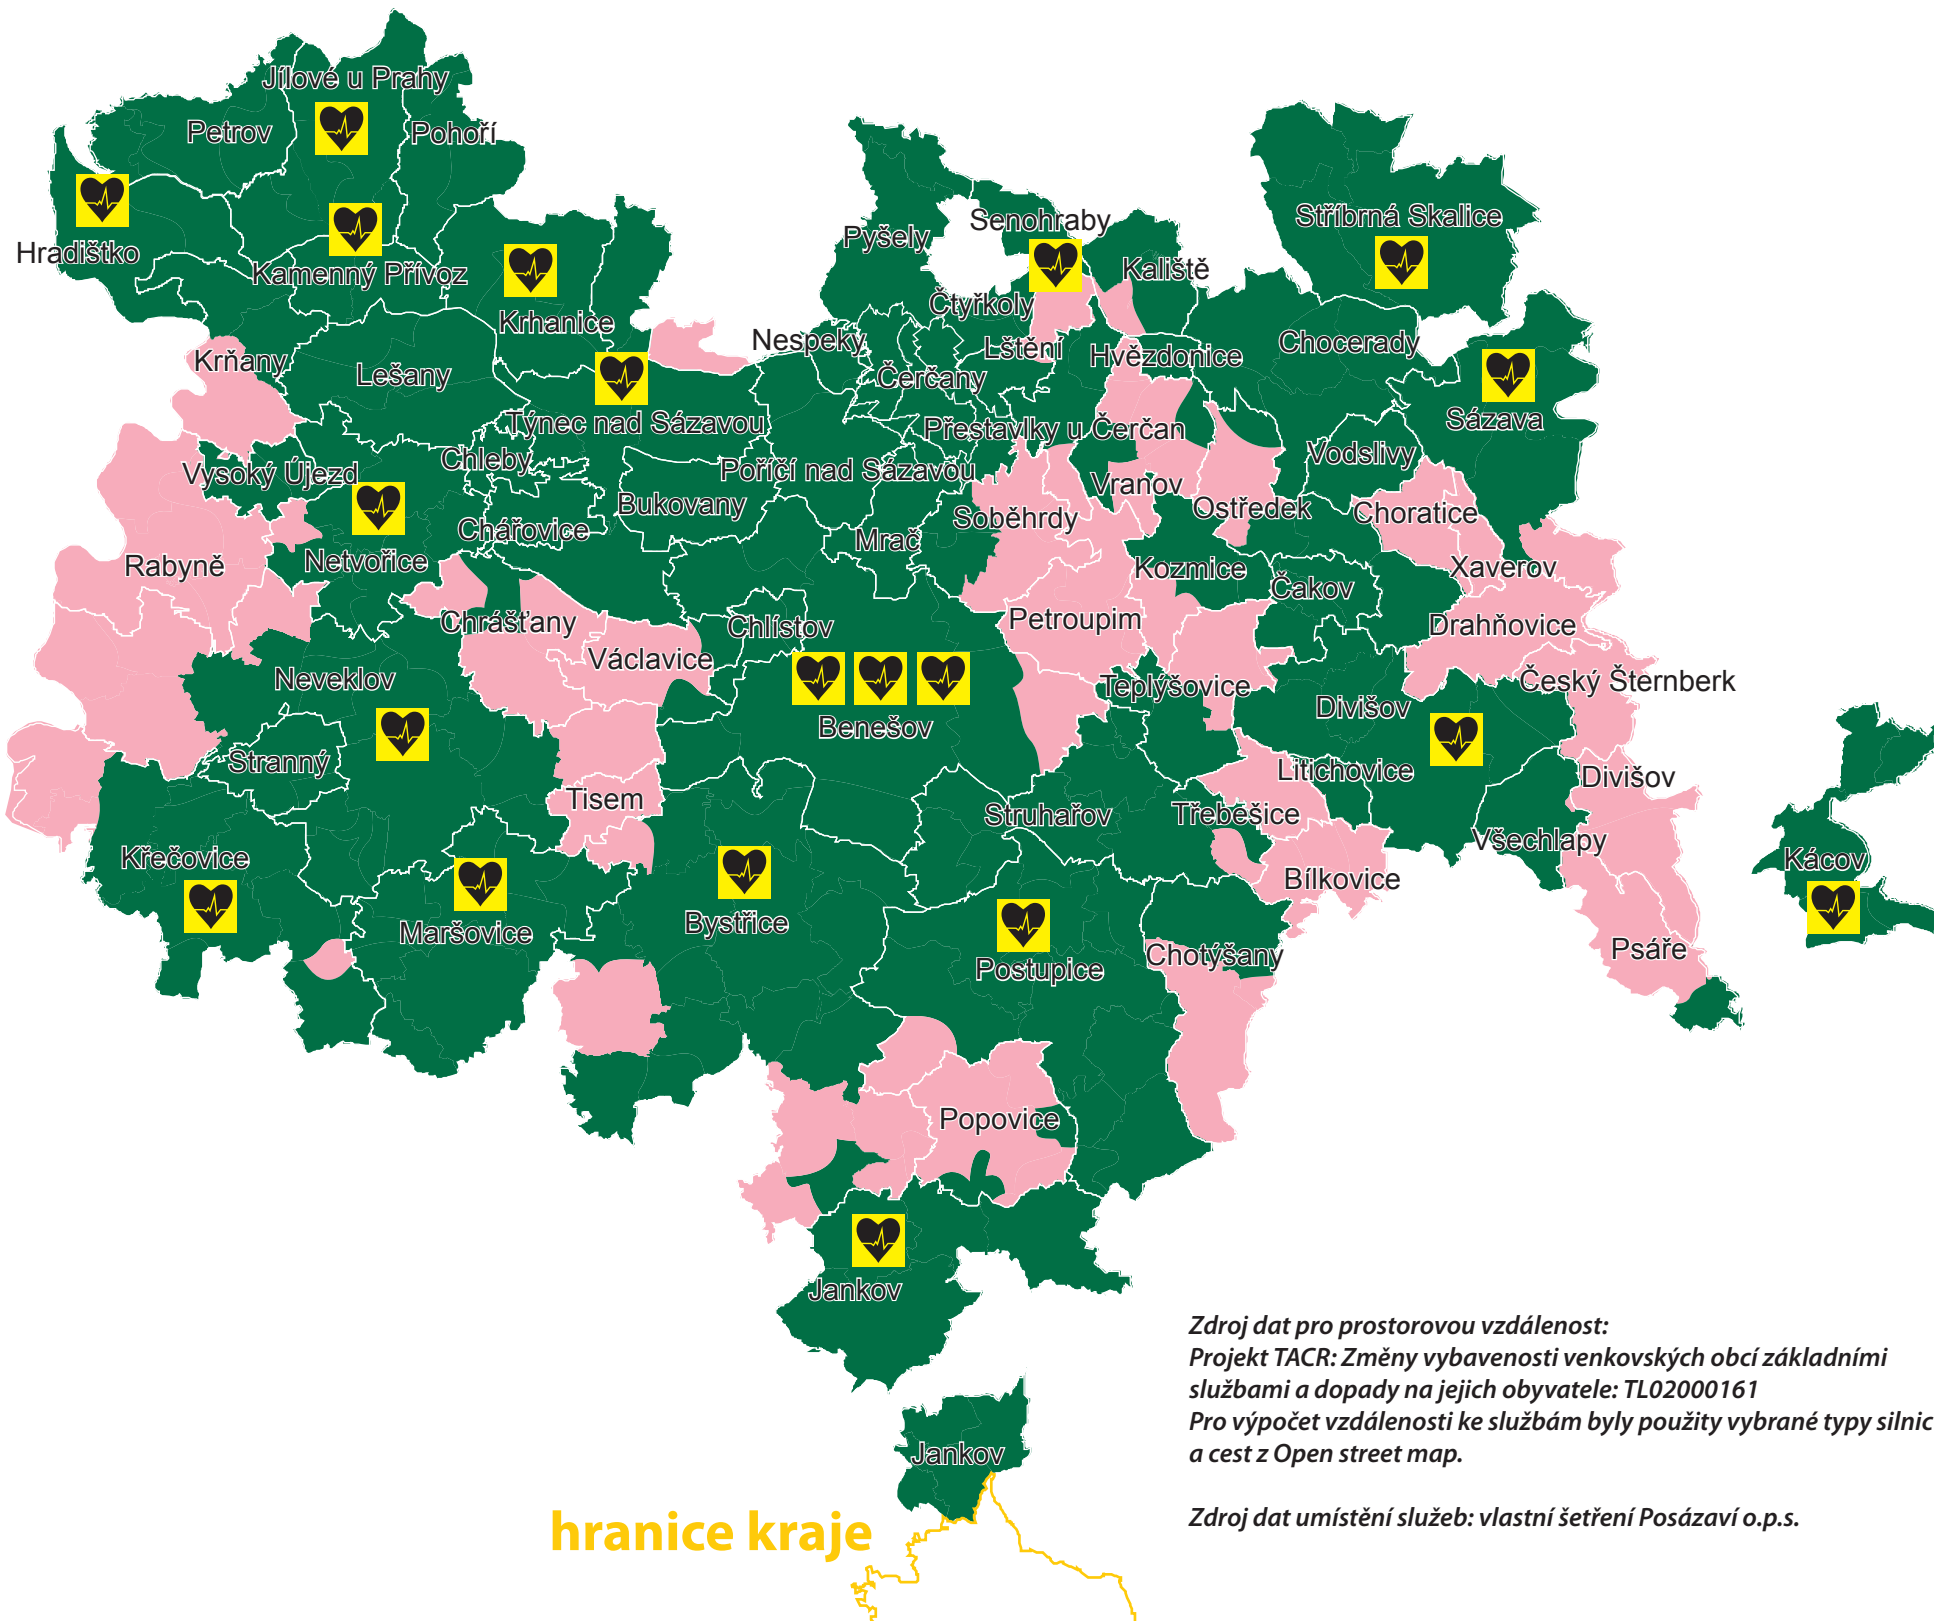 Jílové u Prahy
Petrov
Pohoří
Hradištko
Kamenný Přívoz
Krhanice
Pyšely
Senohraby
Kaliště
Stříbrná Skalice
Čtyřkoly
Nespeky
Lštění
Hvězdonice
Chocerady
Krňany
Lešany
Čerčany
Sázava
Týnec nad Sázavou
Přestavlky u Čerčan
Chleby
Vysoký Újezd
Poříčí nad Sázavou
Vodslivy
Vranov
Bukovany
Ostředek
Choratice
Soběhrdy
Chářovice
Mrač
Netvořice
Rabyně
Kozmice
Čakov
Xaverov
Chrášťany
Chlístov
Petroupim
Drahňovice
Václavice
Neveklov
Teplýšovice
Český Šternberk
Divišov
Benešov
Stranný
Litichovice
Divišov
Tisem
Struhařov
Třebešice
Všechlapy
Křečovice
Kácov
Bílkovice
Bystřice
Maršovice
Postupice
Chotýšany
Psáře
Popovice
Jankov
Zdroj dat pro prostorovou vzdálenost:
Projekt TACR: Změny vybavenosti venkovských obcí základními
službami a dopady na jejich obyvatele: TL02000161
Pro výpočet vzdálenosti ke službám byly použity vybrané typy silnic
a cest z Open street map.
Jankov
Zdroj dat umístění služeb: vlastní šetření Posázaví o.p.s.
hranice kraje